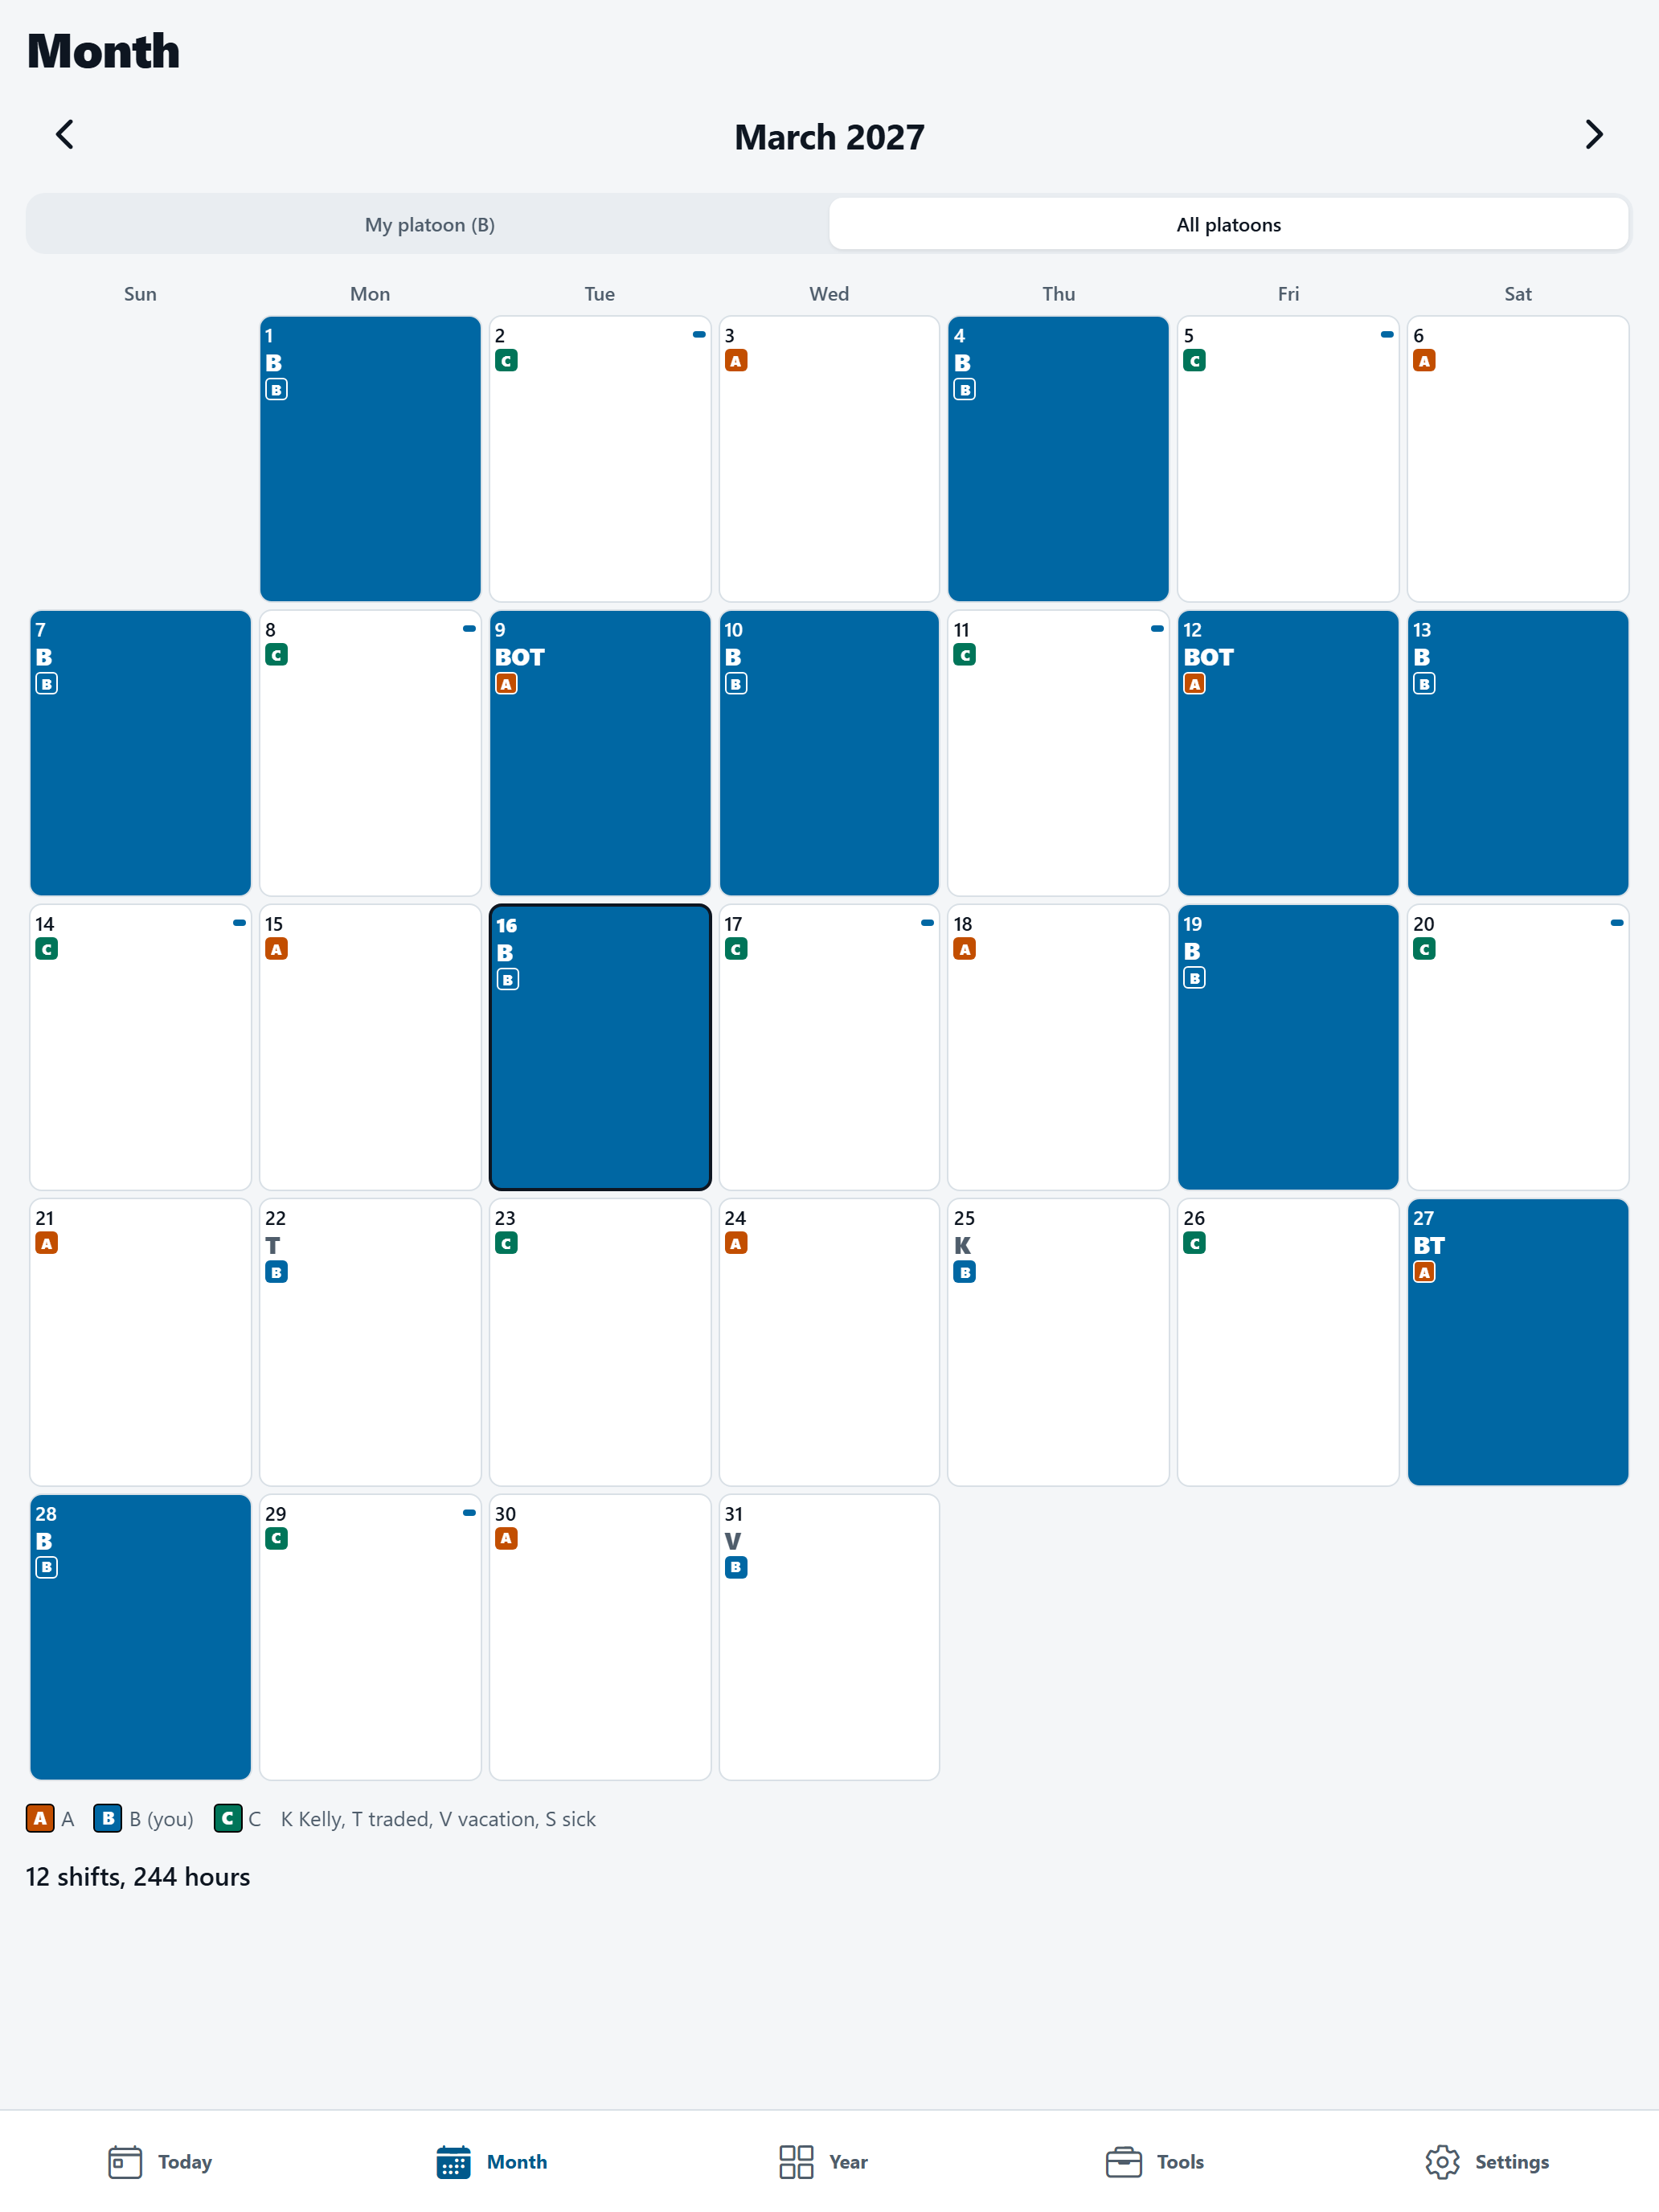 Month
March 2027
My platoon (B)
All platoons
Sun Mon Tue Wed Thu Fri Sat
1 2 3 4 5 6
B C A B C A
B B
7 8 9 10 11 12 13
B C BOT B C BOT B
B A B A B
14 15 16 17 18 19 20
C A B C A B C
B B
21 22 23 24 25 26 27
A T C A K C BT
B B A
28 29 30 31
B C A V
B B
A A B B (you) C C K Kelly, T traded, V vacation, S sick
12 shifts, 244 hours
Today Month Year Tools Settings